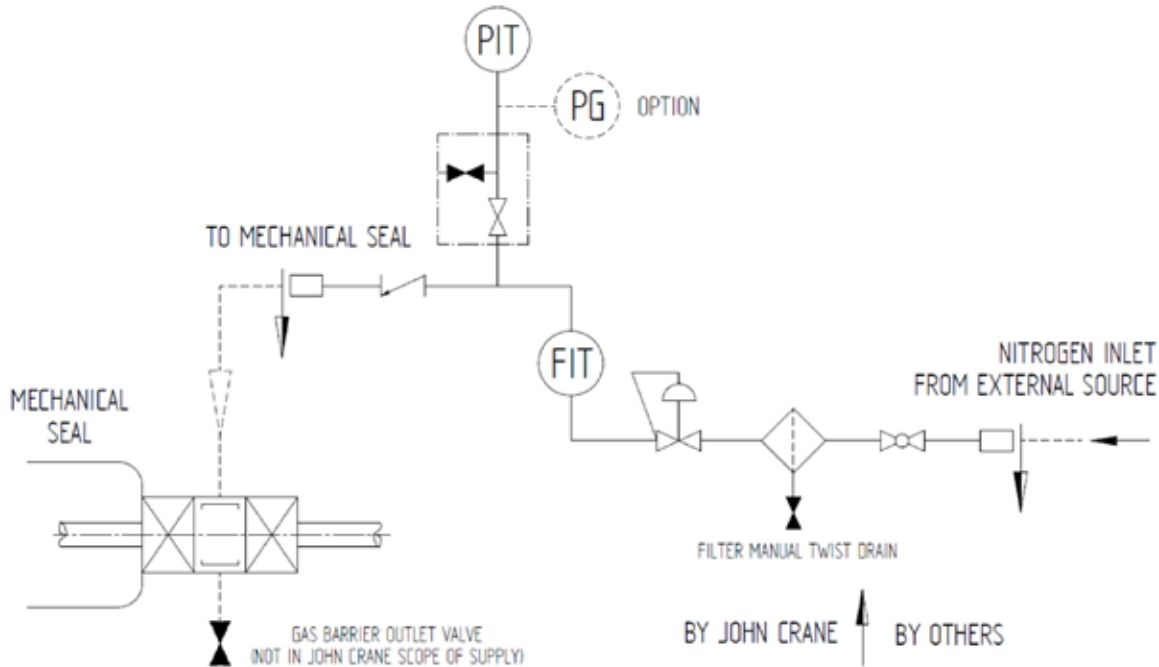 PIT
PG OPTION
TO MECHANICAL SEAL
FIT
NITROGEN INLET
FROM EXTERNAL SOURCE
MECHANICAL
SEAL
FILTER MANUAL TWIST DRAIN
GAS BARRIER OUTLET VALVE
(NOT IN JOHN CRANE SCOPE OF SUPPLY)
BY JOHN CRANE BY OTHERS